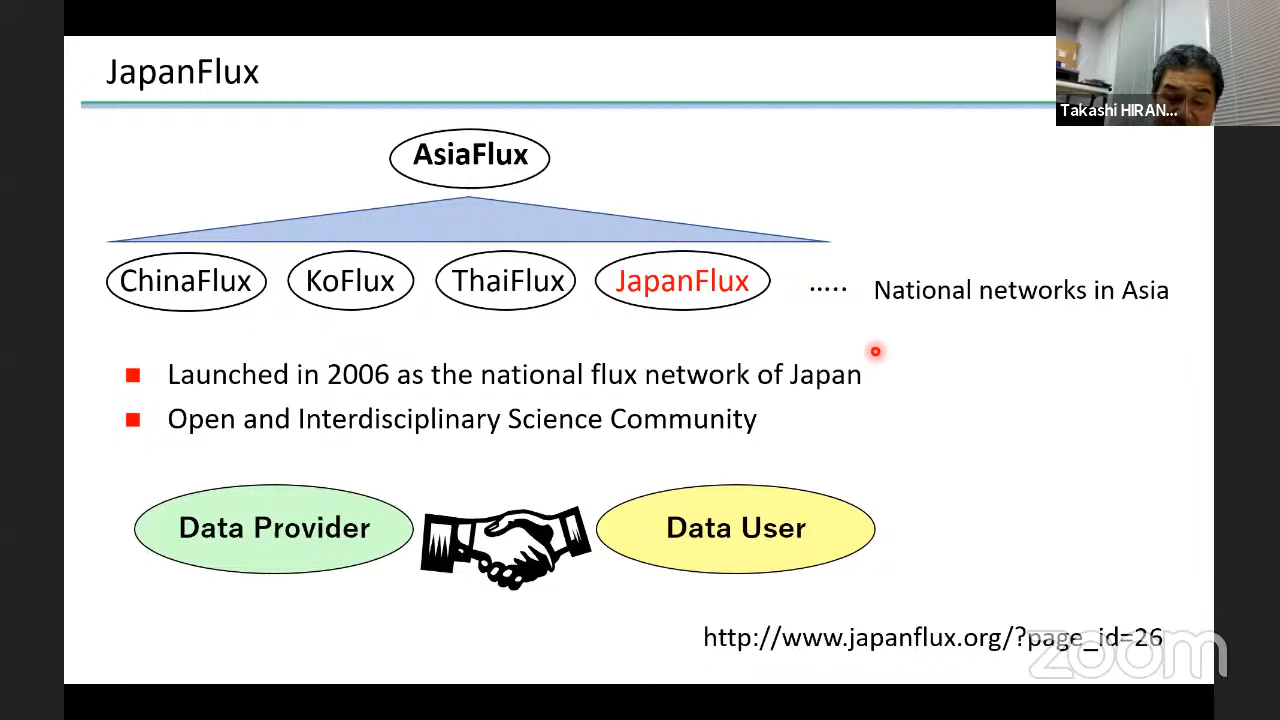 JapanFlux
Takashi HIRAN...
AsiaFlux
ChinaFlux
KoFlux
ThaiFlux
JapanFlux
.....
National networks in Asia
Launched in 2006 as the national flux network of Japan
Open and Interdisciplinary Science Community
Data Provider
Data User
http://www.japanflux.org/?page_id=26
zoom